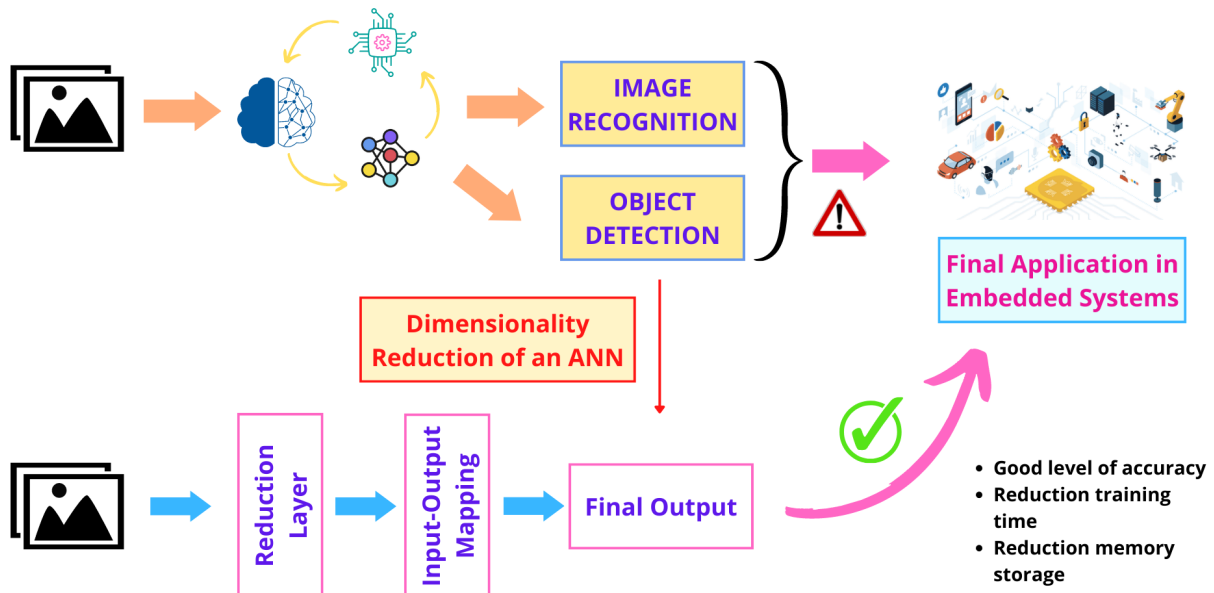 IMAGE
RECOGNITION
OBJECT
DETECTION
Final Application in
Embedded Systems
Dimensionality
Reduction of an ANN
Reduction
Layer
Input-Output
Mapping
Final Output
• Good level of accuracy
• Reduction training
time
• Reduction memory
storage